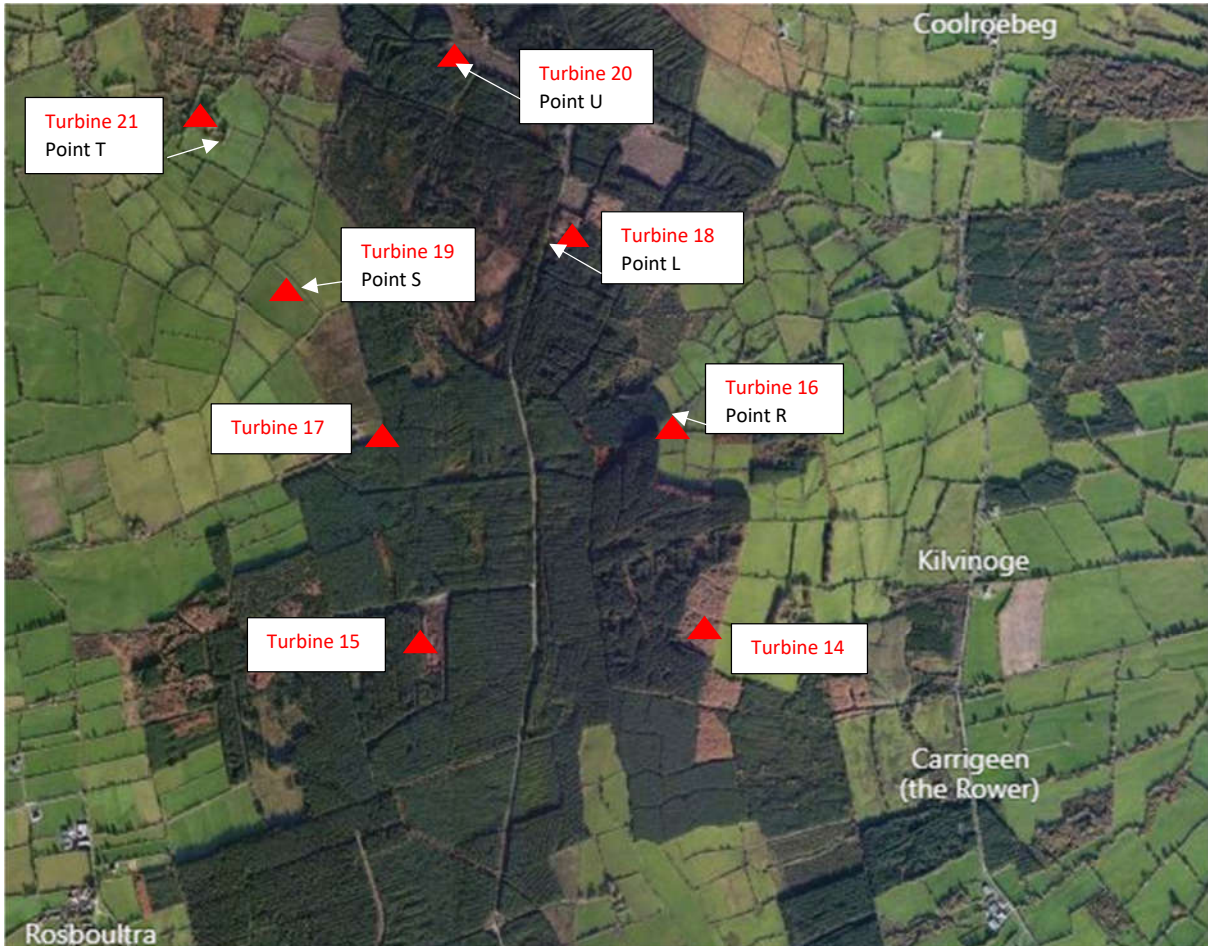 Coolroebeg
Turbine 20
Point U
Turbine 21
Point T
Turbine 18
Point L
Turbine 19
Point S
Turbine 16
Point R
Turbine 17
Kilvinoge
Turbine 15
Turbine 14
Carrigeen
(the Rower)
Rosboultra